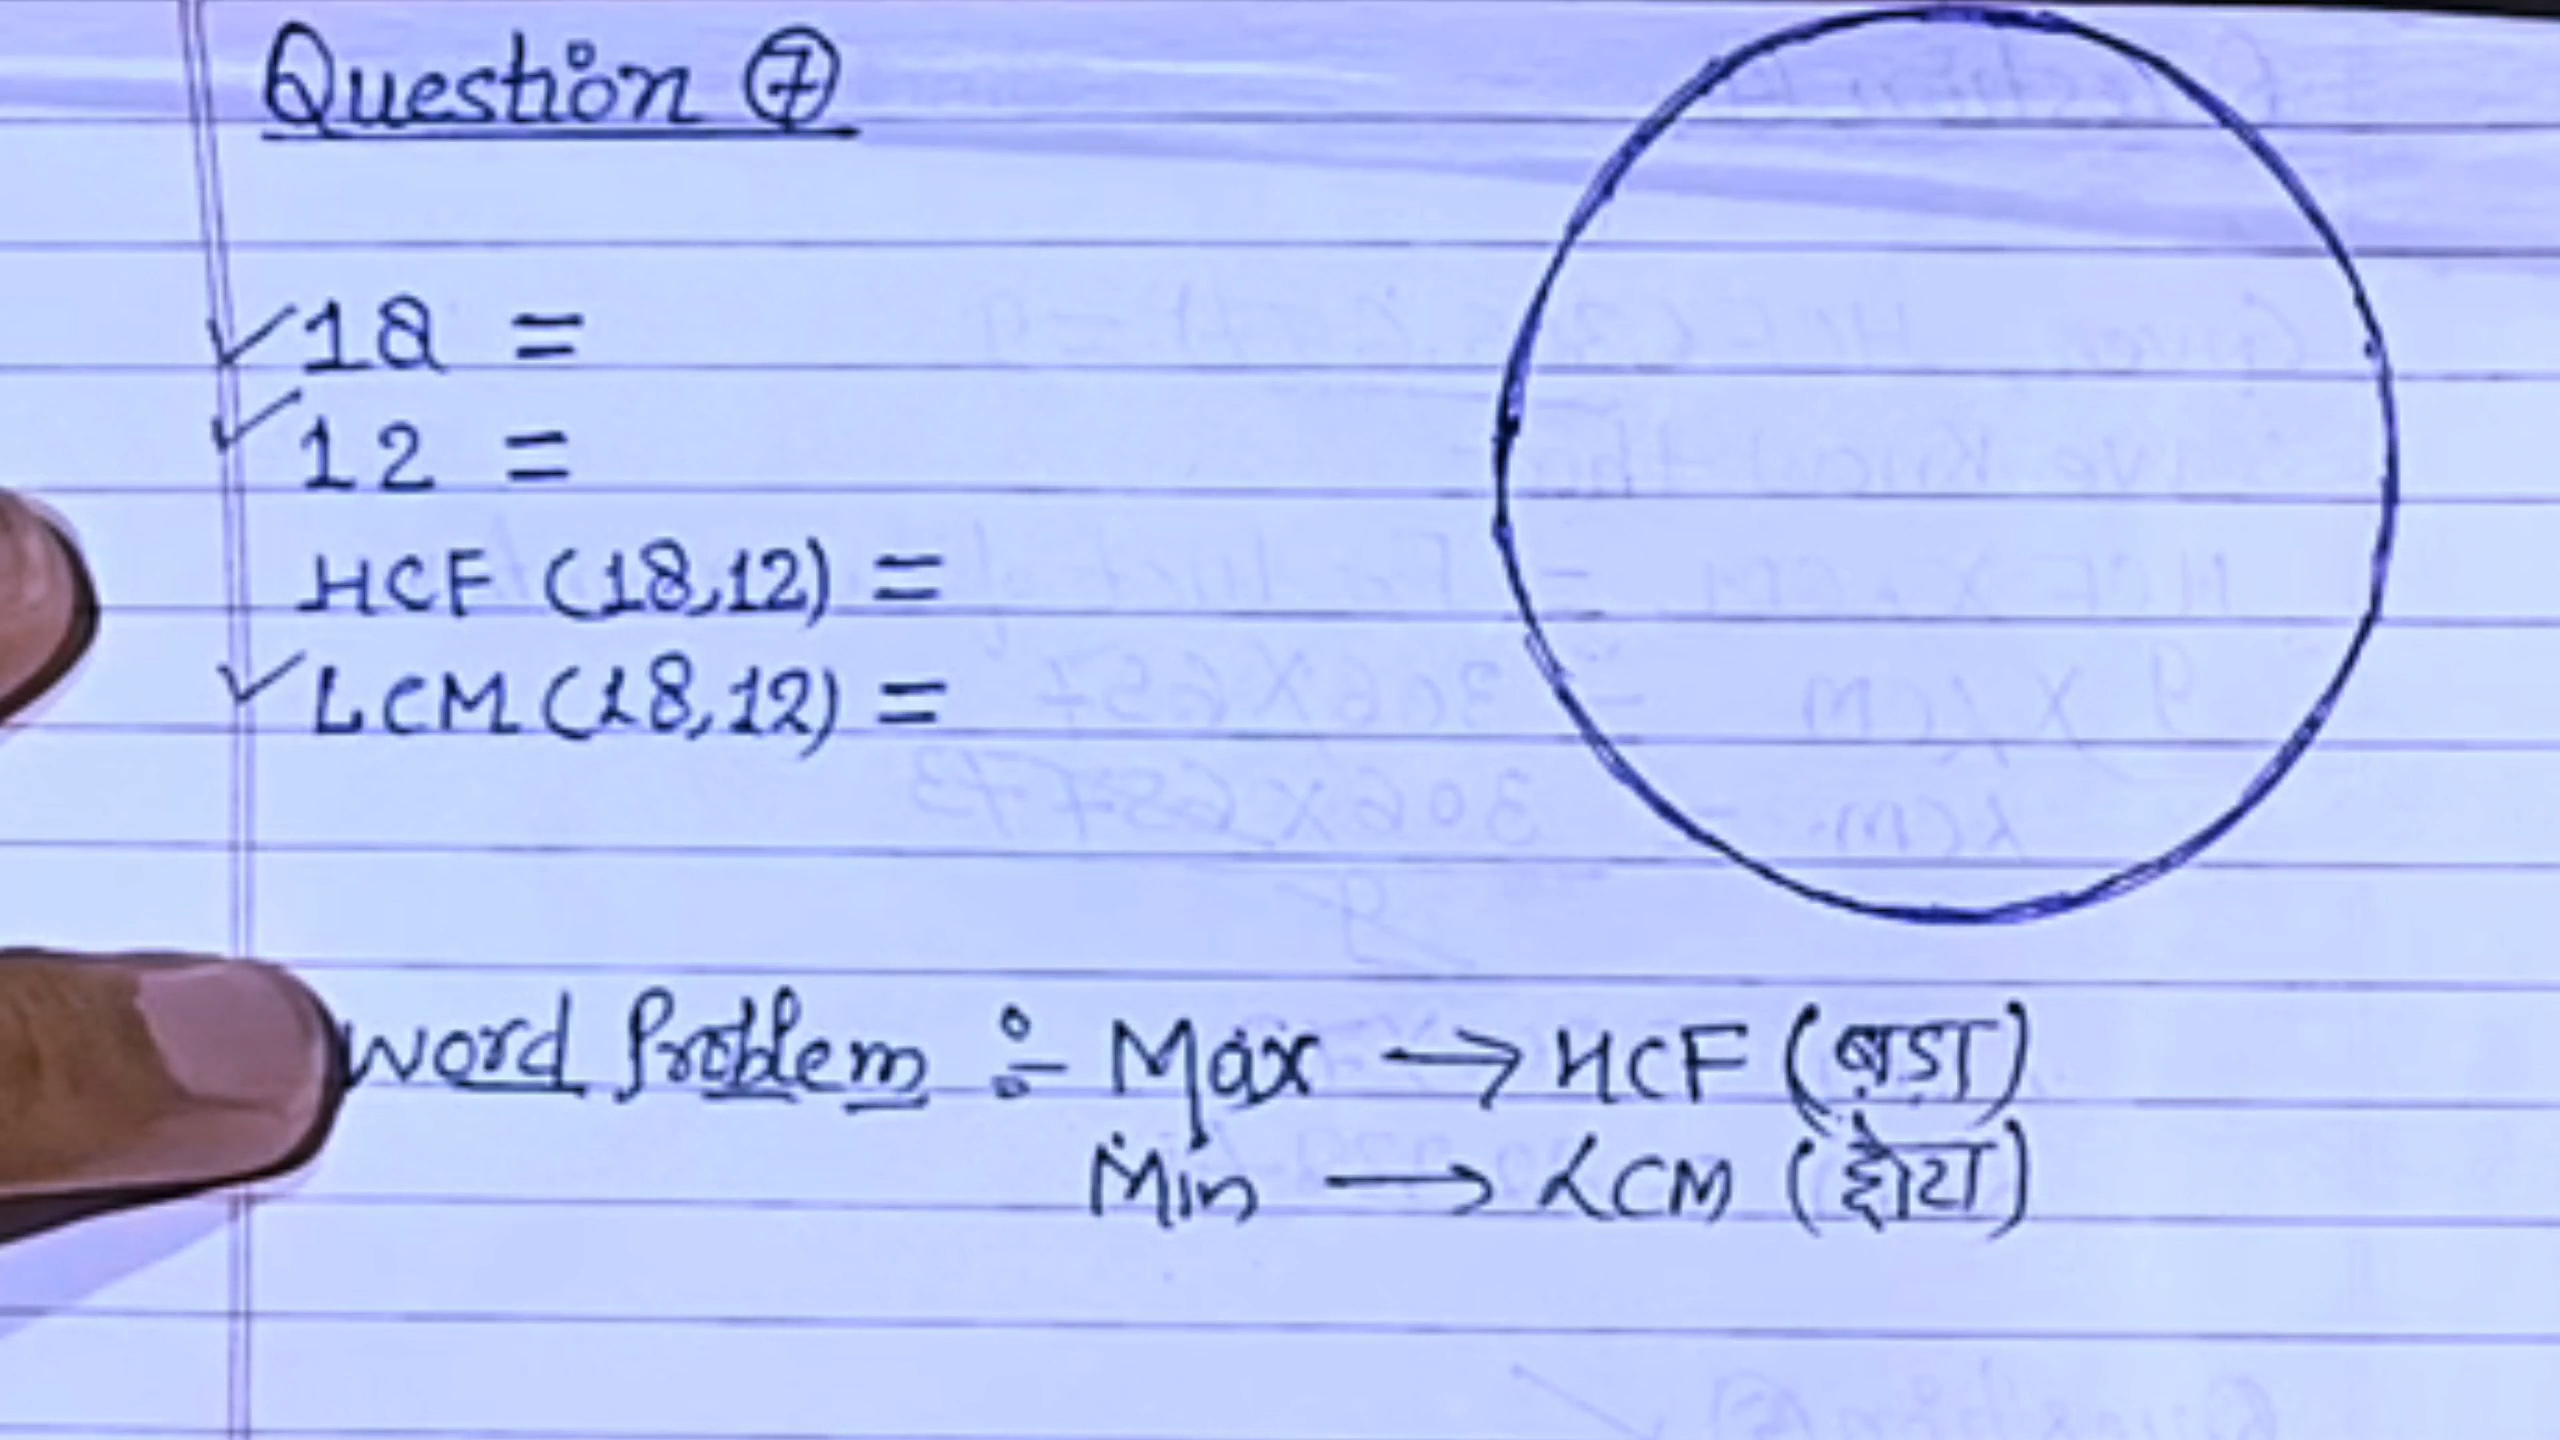 Question ⑦
✓18 =
✓12 =
HCF (18,12) =
✓LCM (18,12) =
Word Problem ÷ Max → HCF (बड़ा)
Min → LCM (छोटा)